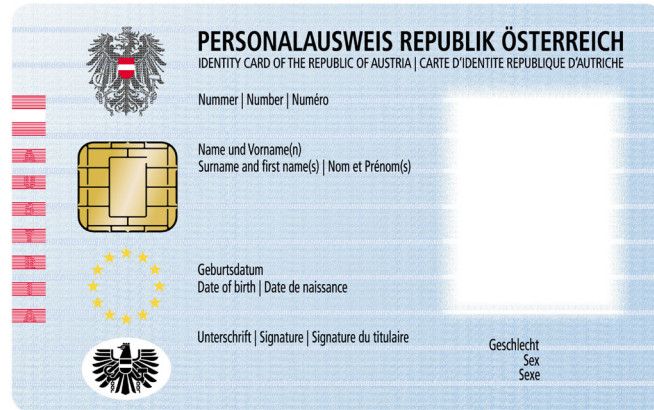 PERSONALAUSWEIS REPUBLIK ÖSTERREICH
IDENTITY CARD OF THE REPUBLIC OF AUSTRIA | CARTE D'IDENTITE REPUBLIQUE D'AUTRICHE
Nummer | Number | Numéro
Name und Vorname(n)
Surname and first name(s) | Nom et Prénom(s)
Geburtsdatum
Date of birth | Date de naissance
Unterschrift | Signature | Signature du titulaire
Geschlecht
Sex
Sexe
A
U
S
T
R
I
A